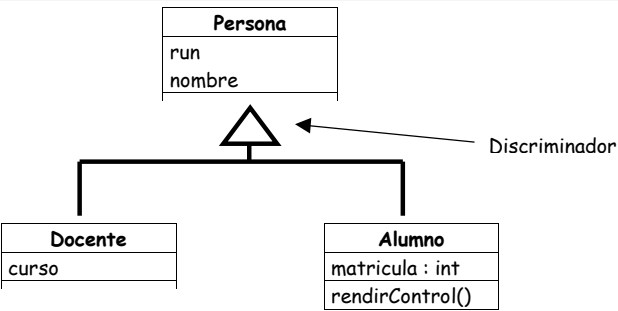 Persona
run
nombre
Discriminador
Docente
curso
Alumno
matricula : int
rendirControl()